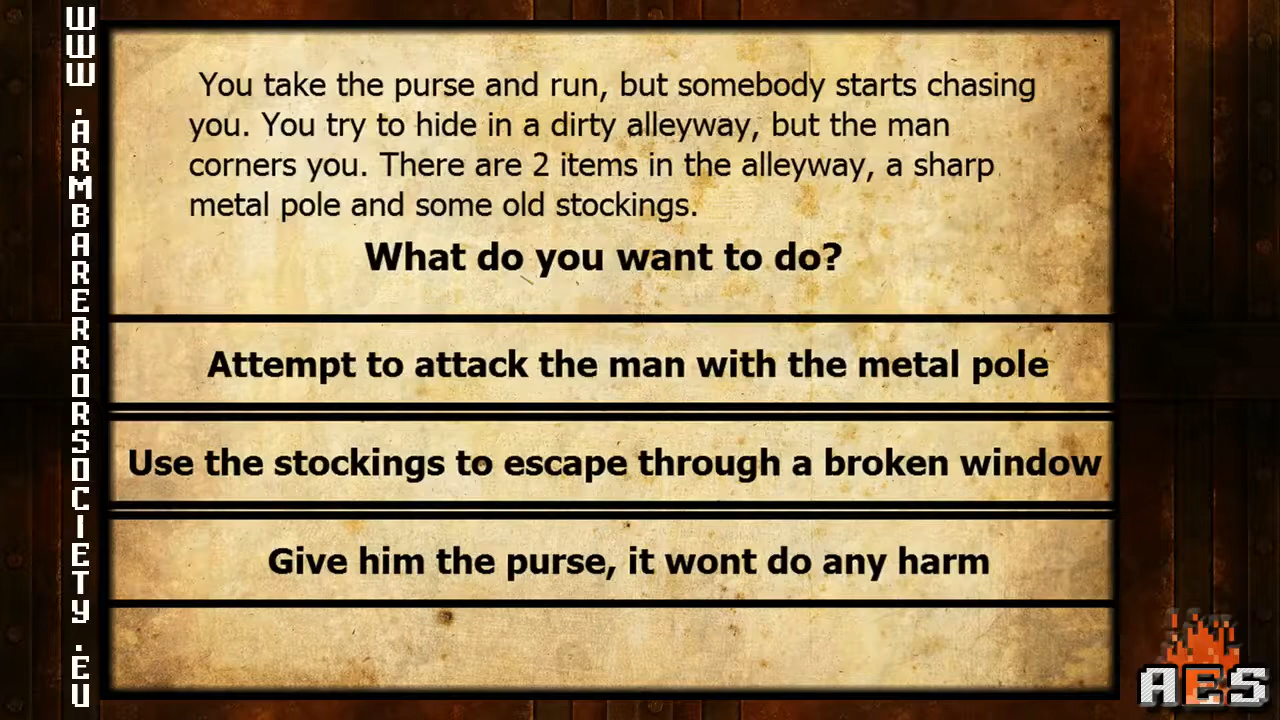 WWW.ARMBARERRORSOCIETY.EU
You take the purse and run, but somebody starts chasing
you. You try to hide in a dirty alleyway, but the man
corners you. There are 2 items in the alleyway, a sharp
metal pole and some old stockings.
What do you want to do?
Attempt to attack the man with the metal pole
Use the stockings to escape through a broken window
Give him the purse, it wont do any harm
AES